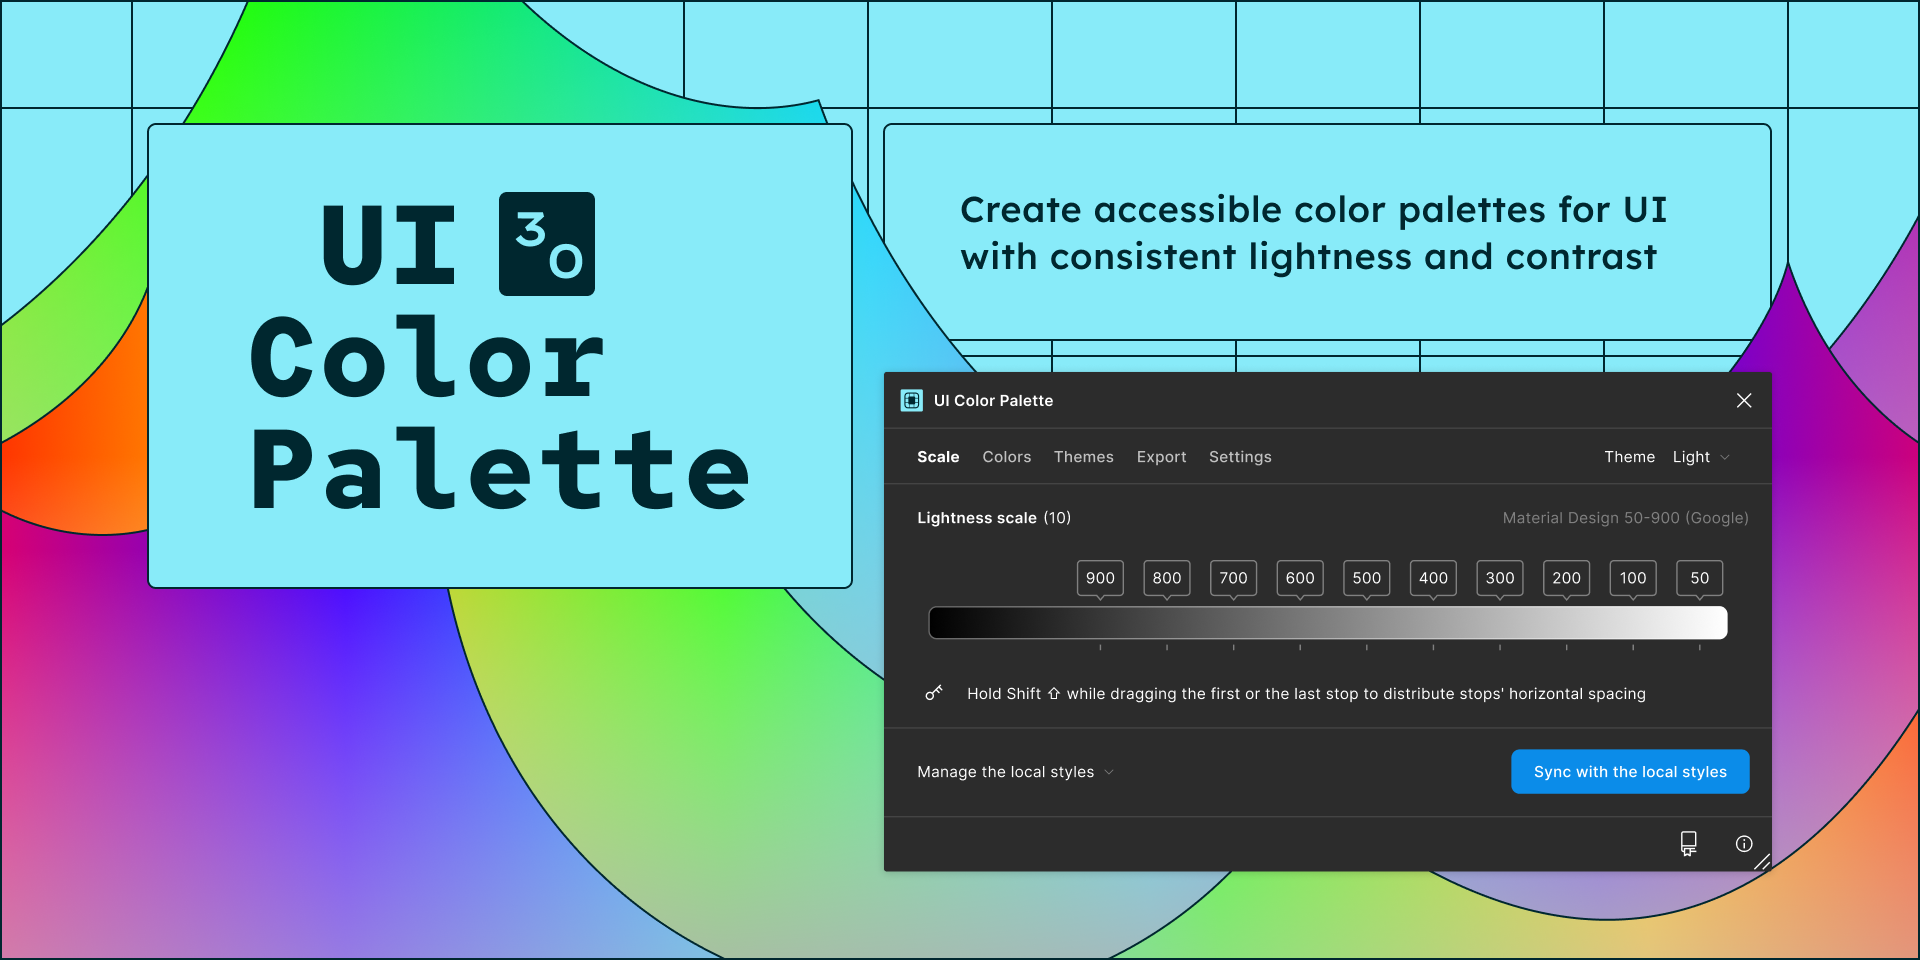 UI 3 0
Color
Palette
Create accessible color palettes for UI
with consistent lightness and contrast
UI Color Palette
Scale Colors Themes Export Settings Theme Light
Lightness scale (10) Material Design 50-900 (Google)
900 800 700 600 500 400 300 200 100 50
Hold Shift ⇧ while dragging the first or the last stop to distribute stops' horizontal spacing
Manage the local styles Sync with the local styles